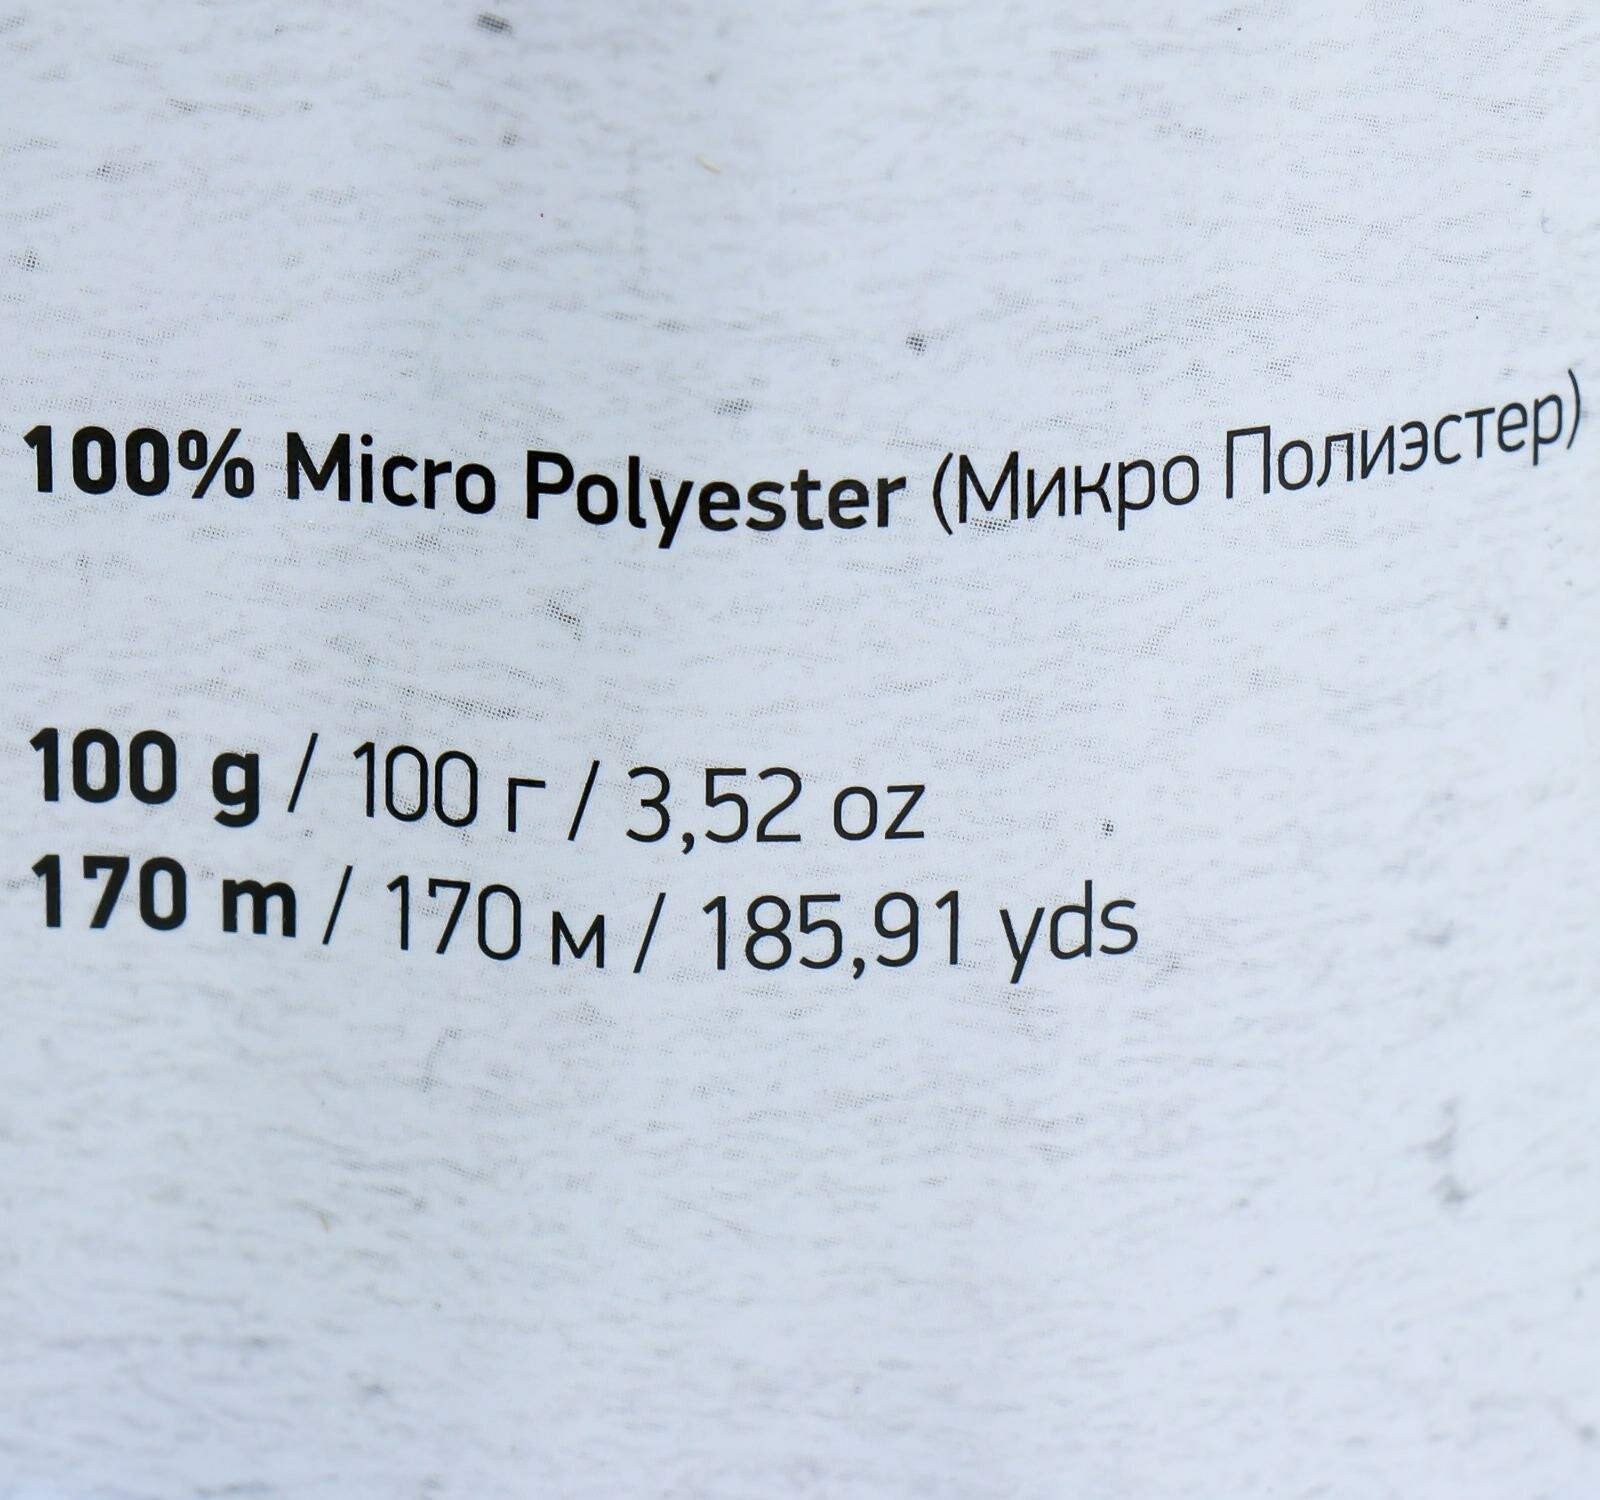 100% Micro Polyester (Микро Полиэстер)
100 g / 100 г / 3,52 oz
170 m / 170 м / 185,91 yds